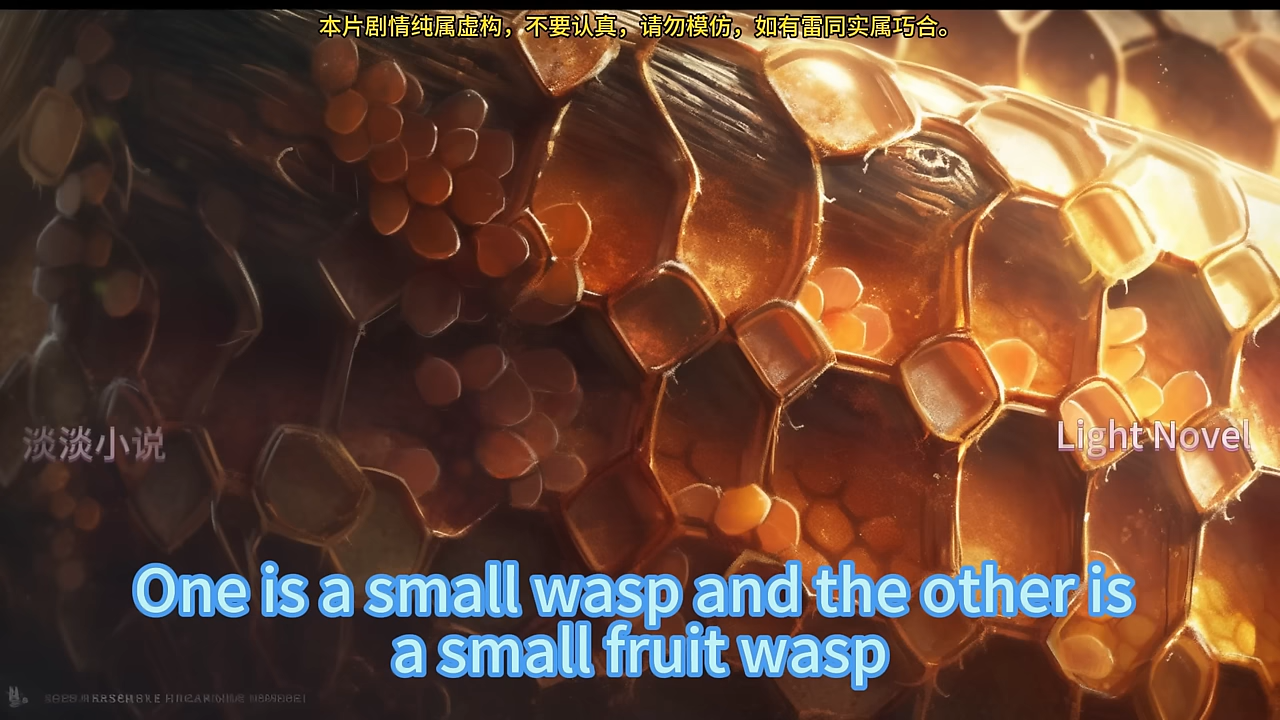 本片剧情纯属虚构，不要认真，请勿模仿，如有雷同实属巧合。
淡淡小说
Light Novel
One is a small wasp and the other is
a small fruit wasp